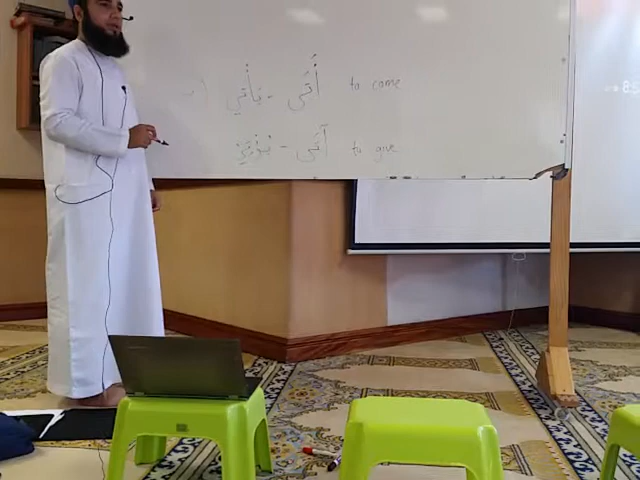 أَتَى - يَأْتِي to come
آتَى - يُؤْتِي to give